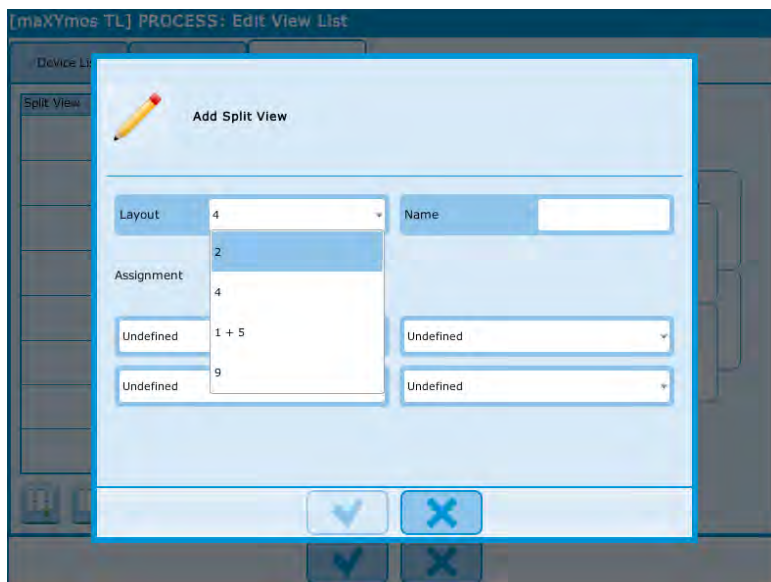 [maXYmos TL] PROCESS: Edit View List
Device Li
Split View
Add Split View
Layout 4 Name
2
Assignment
4
Undefined 1 + 5 Undefined
9
Undefined Undefined